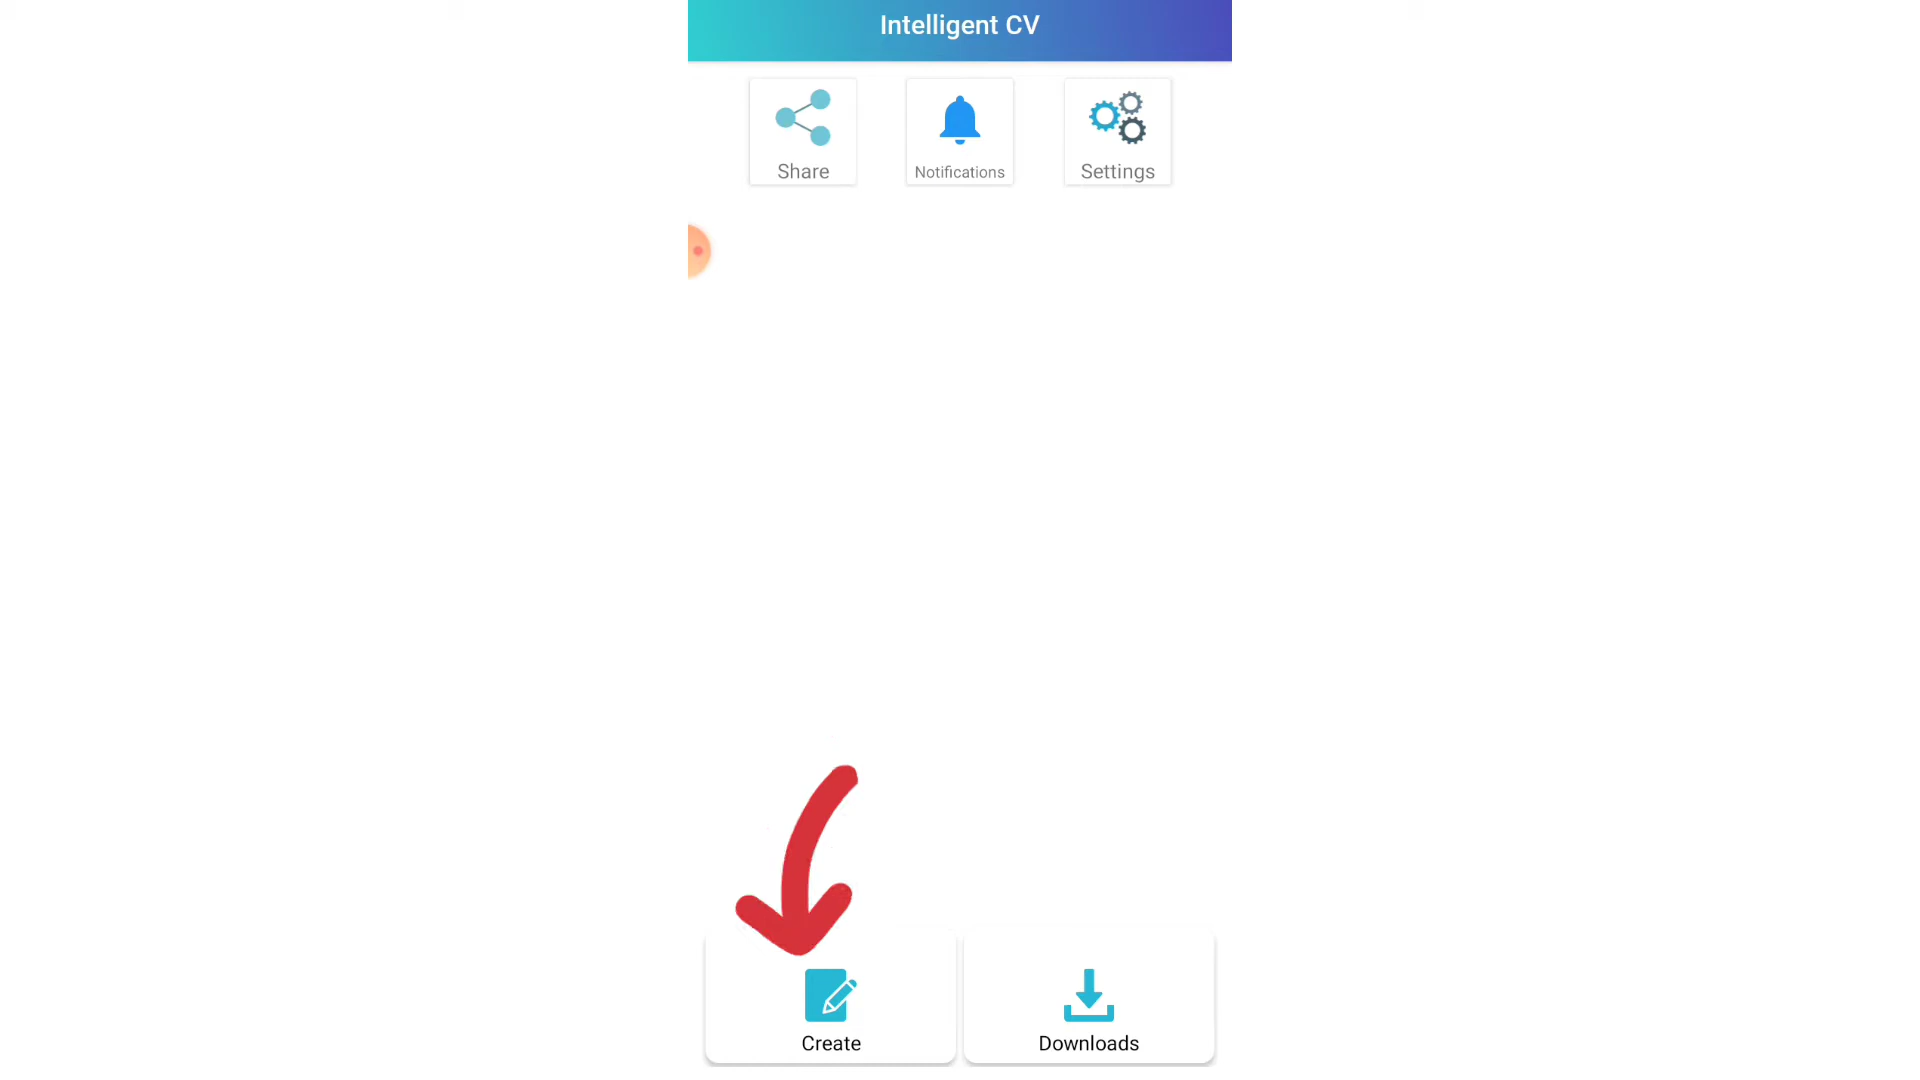 Intelligent CV
Share
Notifications
Settings
Create
Downloads